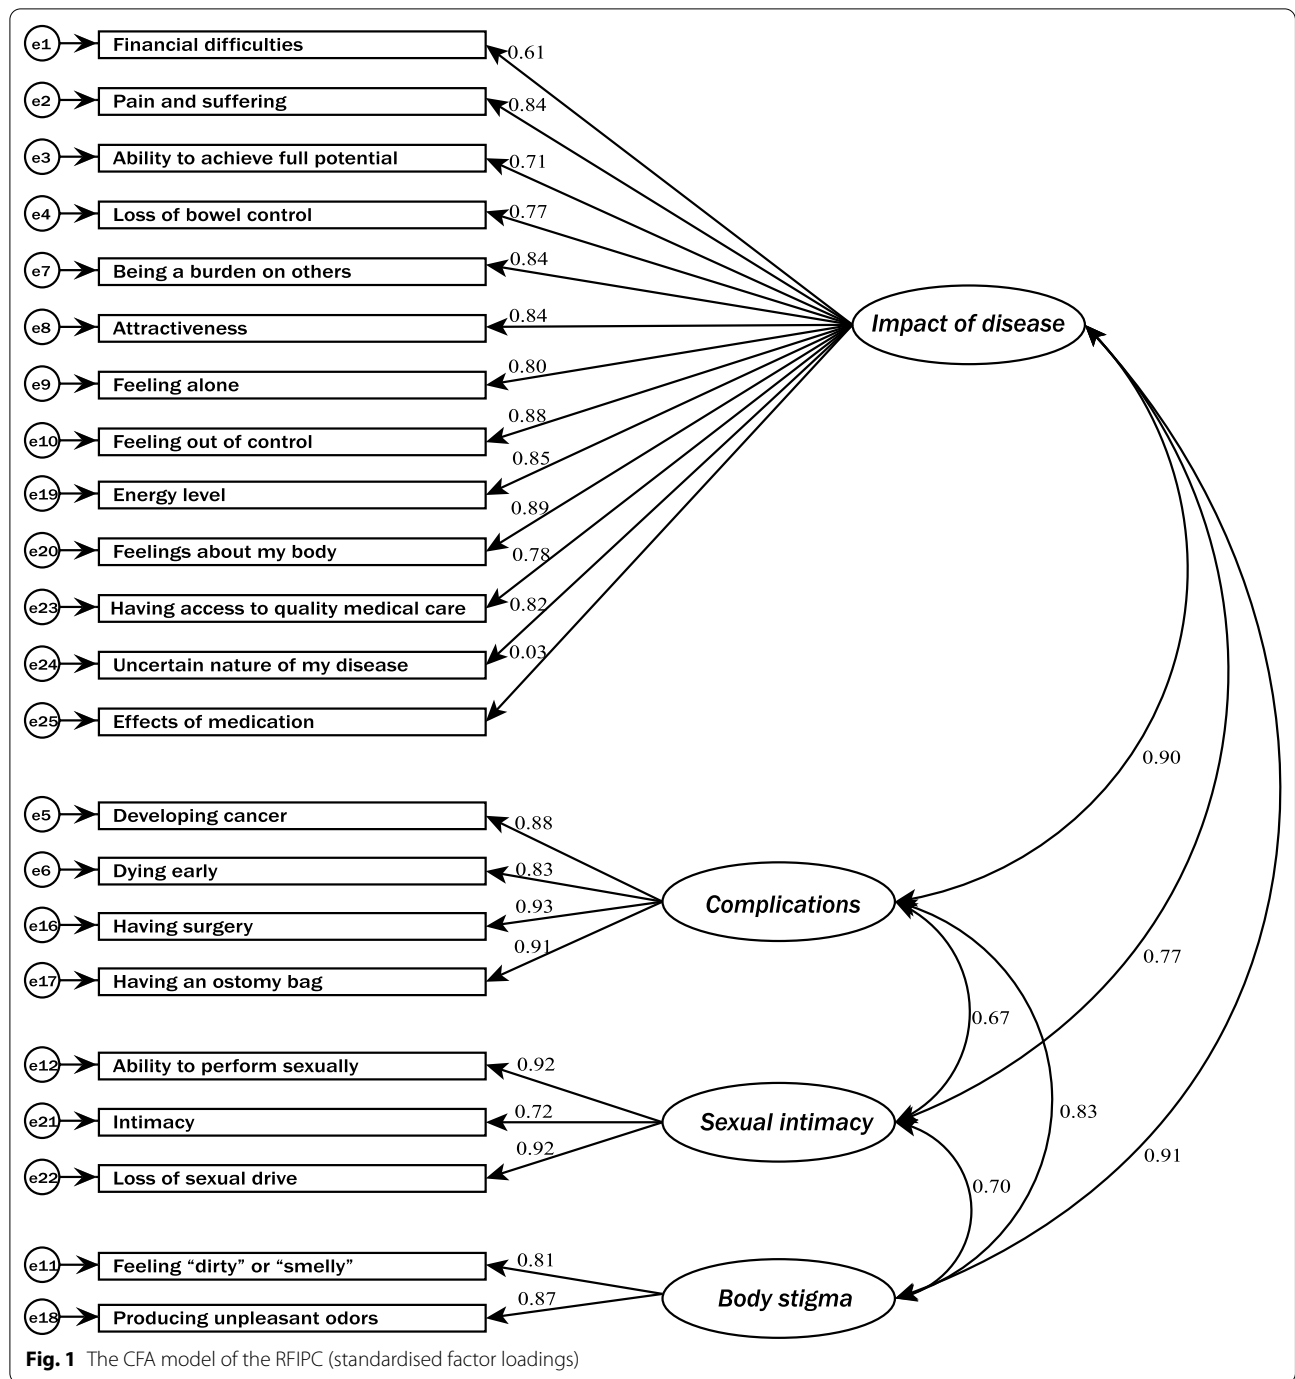 e1 Financial difficulties 0.61
e2 Pain and suffering 0.84
e3 Ability to achieve full potential 0.71
e4 Loss of bowel control 0.77
e7 Being a burden on others 0.84
e8 Attractiveness 0.84
Impact of disease
e9 Feeling alone 0.80
e10 Feeling out of control 0.88
e19 Energy level 0.85
e20 Feelings about my body 0.89
0.78
e23 Having access to quality medical care 0.82
e24 Uncertain nature of my disease 0.03
e25 Effects of medication
0.90
e5 Developing cancer 0.88
e6 Dying early 0.83
e16 Having surgery 0.93
Complications
e17 Having an ostomy bag 0.91
0.77
0.67
e12 Ability to perform sexually 0.92
e21 Intimacy 0.72
Sexual intimacy
0.83
e22 Loss of sexual drive 0.92
0.91
0.70
e11 Feeling “dirty” or “smelly” 0.81
e18 Producing unpleasant odors 0.87
Body stigma
Fig. 1 The CFA model of the RFIPC (standardised factor loadings)